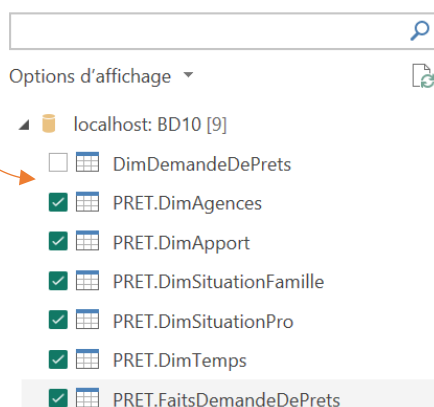 Options d'affichage
localhost: BD10 [9]
DimDemandeDePrets
PRET.DimAgences
PRET.DimApport
PRET.DimSituationFamille
PRET.DimSituationPro
PRET.DimTemps
PRET.FaitsDemandeDePrets